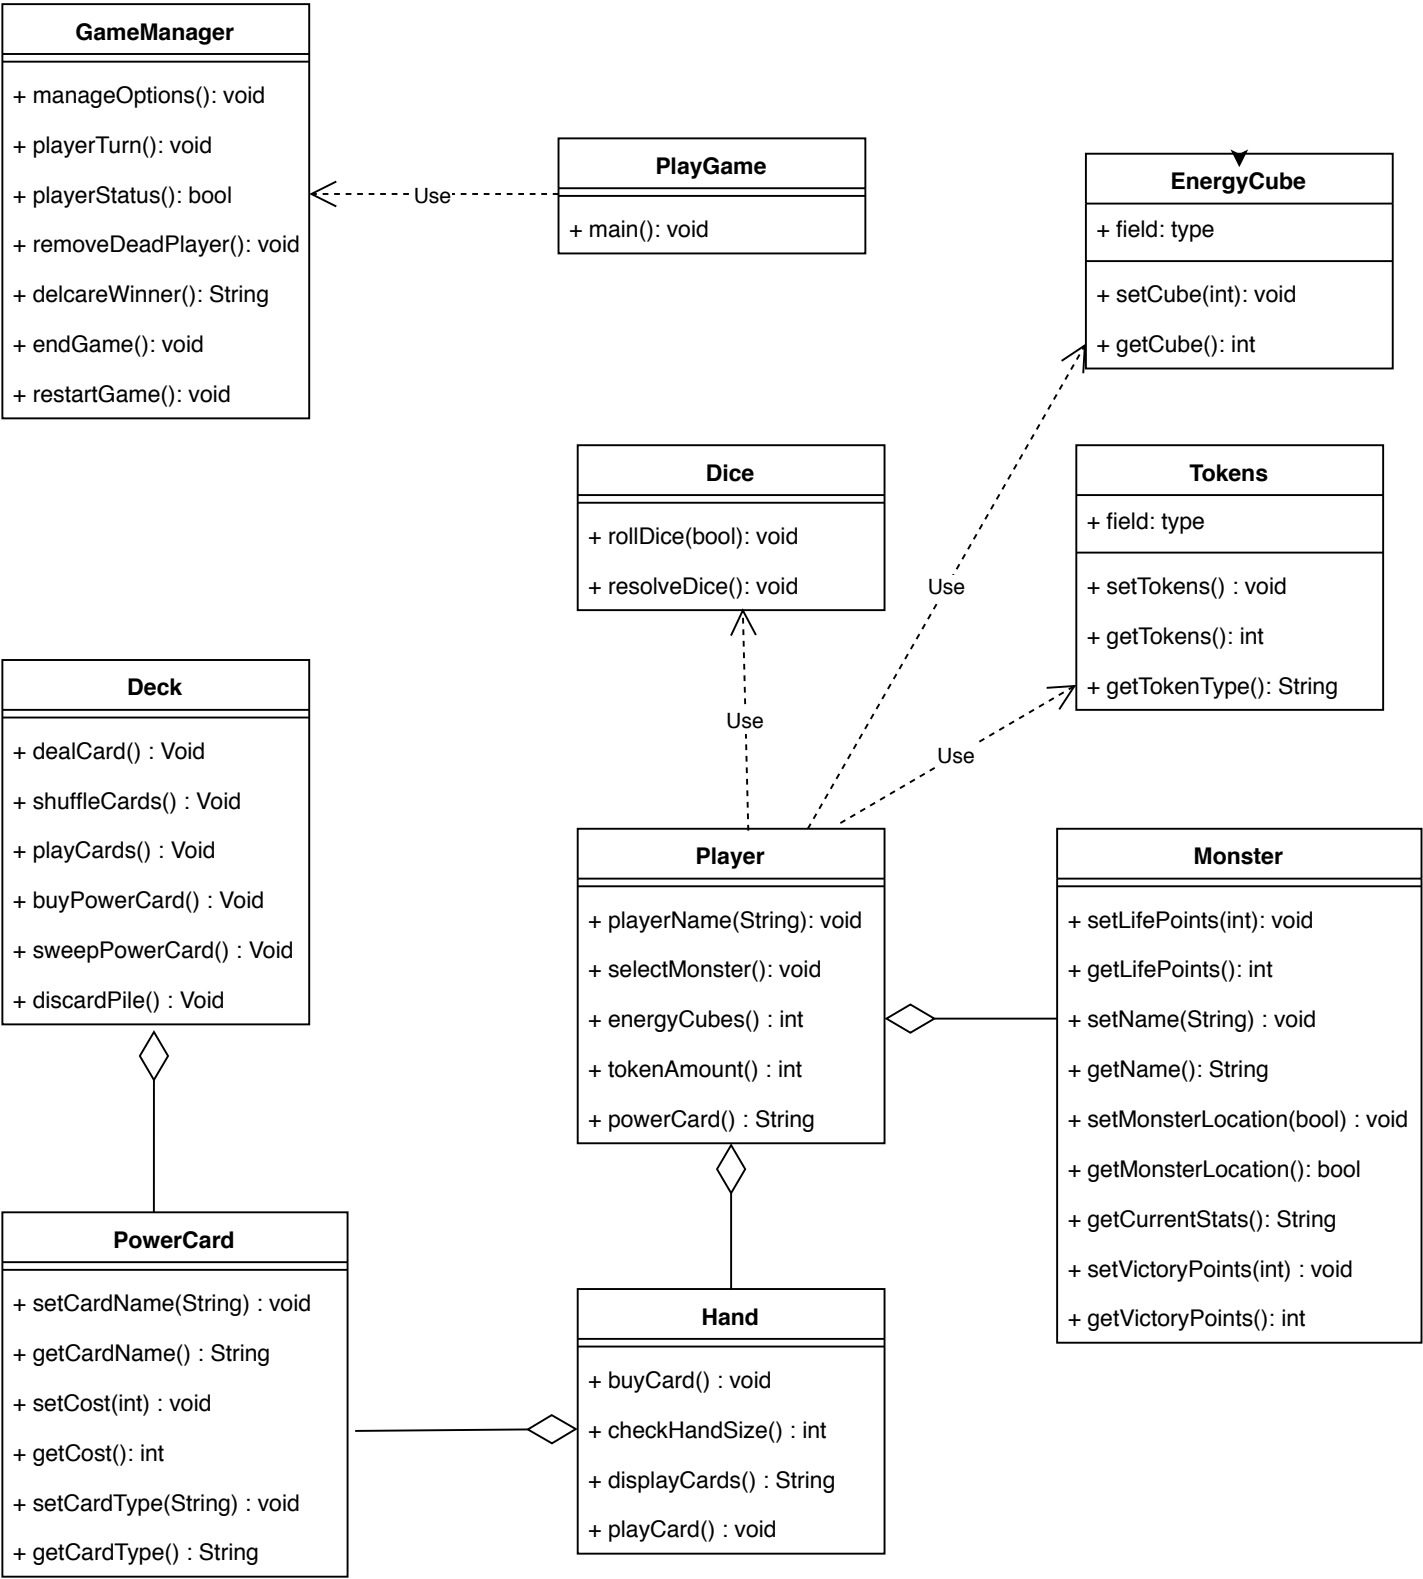 GameManager
+ manageOptions(): void
+ playerTurn(): void
+ playerStatus(): bool
+ removeDeadPlayer(): void
+ delcareWinner(): String
+ endGame(): void
+ restartGame(): void
Use
PlayGame
+ main(): void
EnergyCube
+ field: type
+ setCube(int): void
+ getCube(): int
Dice
+ rollDice(bool): void
+ resolveDice(): void
Tokens
+ field: type
+ setTokens() : void
+ getTokens(): int
+ getTokenType(): String
Use
Use
Use
Deck
+ dealCard() : Void
+ shuffleCards() : Void
+ playCards() : Void
+ buyPowerCard() : Void
+ sweepPowerCard() : Void
+ discardPile() : Void
Player
+ playerName(String): void
+ selectMonster(): void
+ energyCubes() : int
+ tokenAmount() : int
+ powerCard() : String
Monster
+ setLifePoints(int): void
+ getLifePoints(): int
+ setName(String) : void
+ getName(): String
+ setMonsterLocation(bool) : void
+ getMonsterLocation(): bool
+ getCurrentStats(): String
+ setVictoryPoints(int) : void
+ getVictoryPoints(): int
PowerCard
+ setCardName(String) : void
+ getCardName() : String
+ setCost(int) : void
+ getCost(): int
+ setCardType(String) : void
+ getCardType() : String
Hand
+ buyCard() : void
+ checkHandSize() : int
+ displayCards() : String
+ playCard() : void